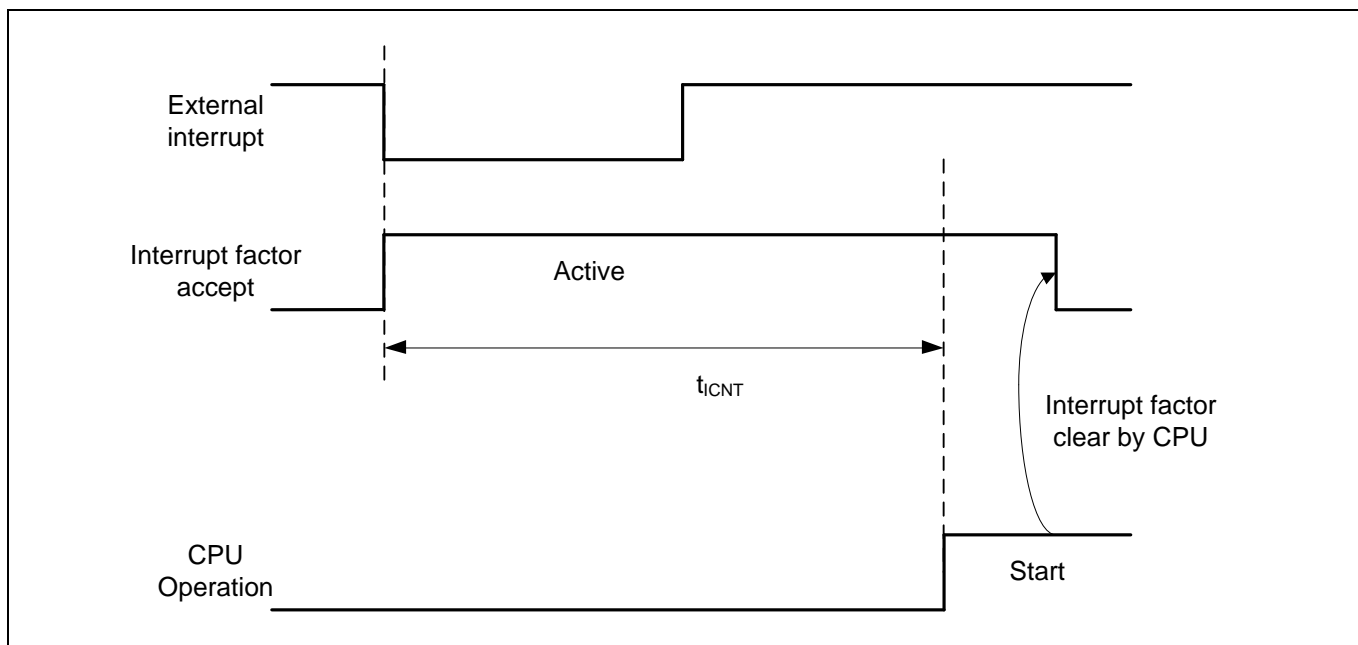 External
interrupt
Interrupt factor
accept
Active
tICNT
Interrupt factor
clear by CPU
CPU
Operation
Start